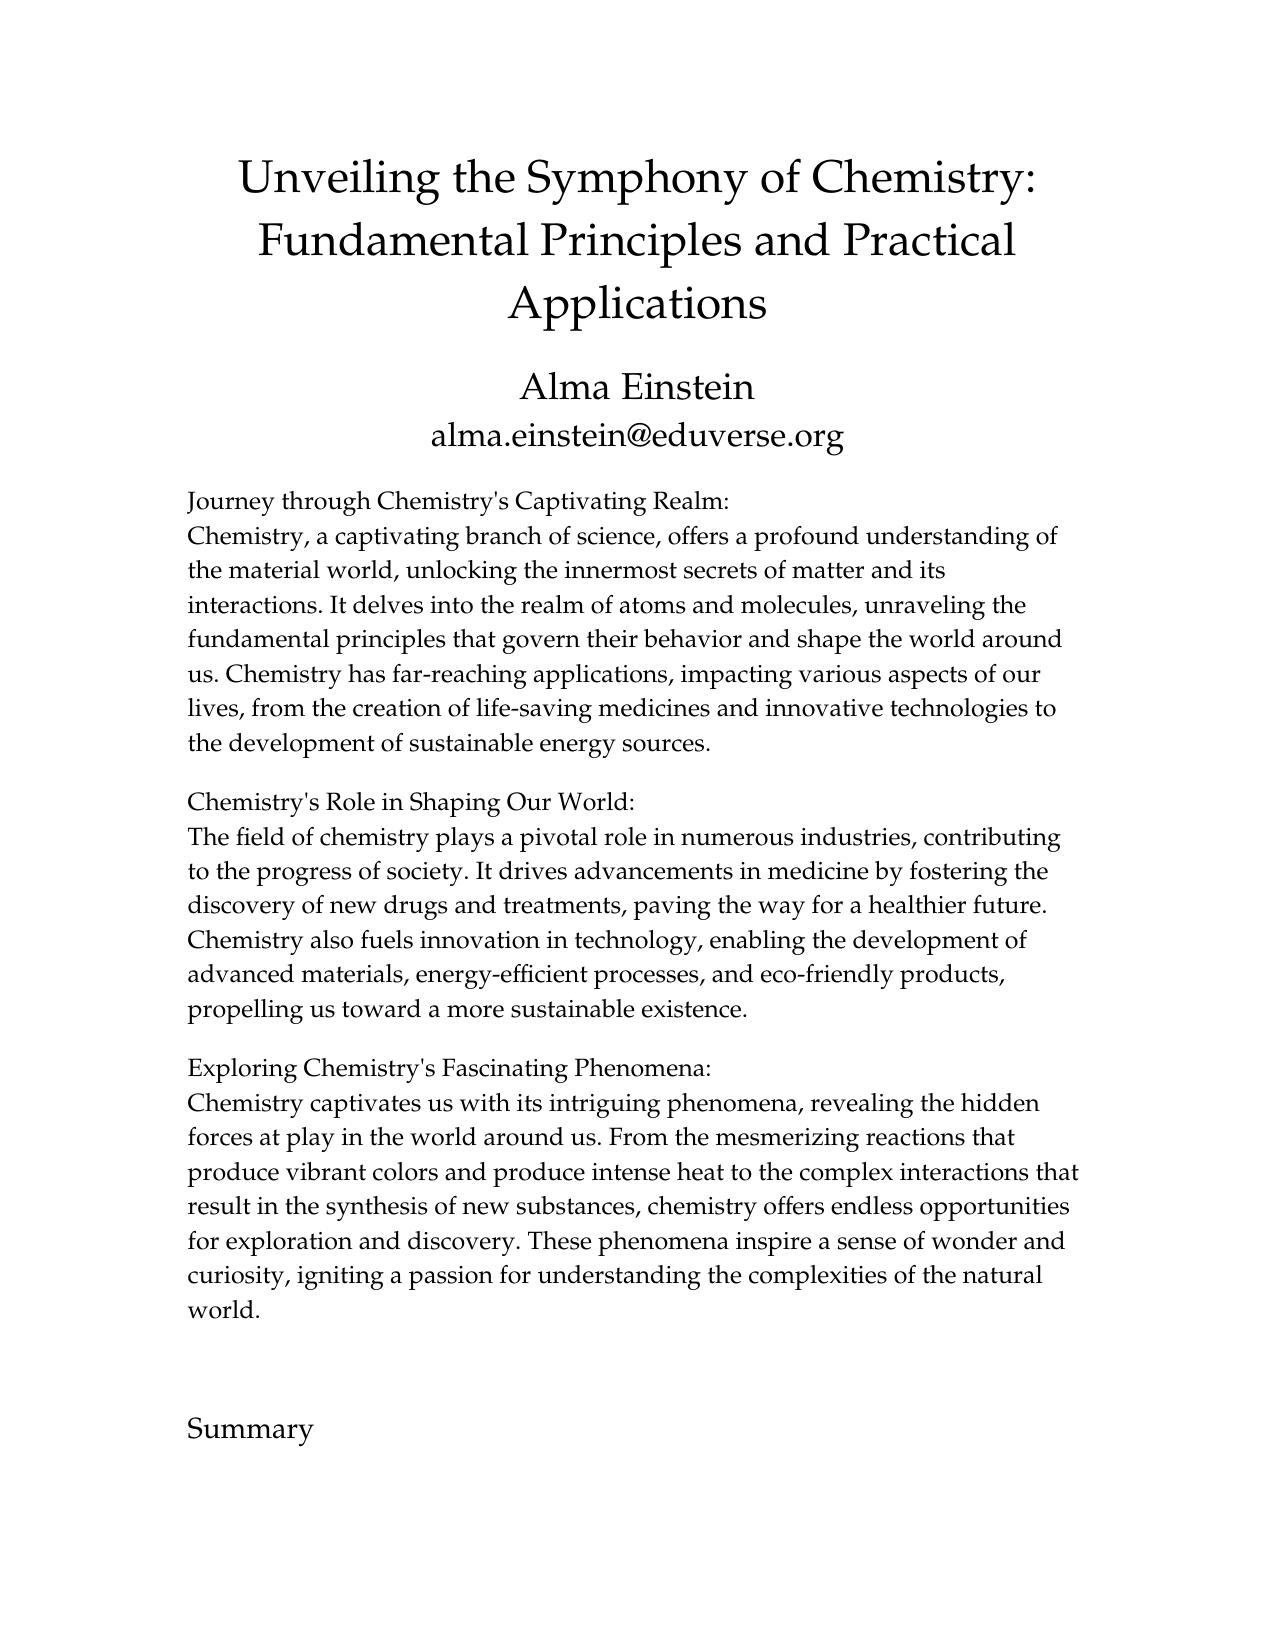 Unveiling the Symphony of Chemistry:
Fundamental Principles and Practical
Applications
Alma Einstein
alma.einstein@eduverse.org
Journey through Chemistry's Captivating Realm:
Chemistry, a captivating branch of science, offers a profound understanding of
the material world, unlocking the innermost secrets of matter and its
interactions. It delves into the realm of atoms and molecules, unraveling the
fundamental principles that govern their behavior and shape the world around
us. Chemistry has far-reaching applications, impacting various aspects of our
lives, from the creation of life-saving medicines and innovative technologies to
the development of sustainable energy sources.
Chemistry's Role in Shaping Our World:
The field of chemistry plays a pivotal role in numerous industries, contributing
to the progress of society. It drives advancements in medicine by fostering the
discovery of new drugs and treatments, paving the way for a healthier future.
Chemistry also fuels innovation in technology, enabling the development of
advanced materials, energy-efficient processes, and eco-friendly products,
propelling us toward a more sustainable existence.
Exploring Chemistry's Fascinating Phenomena:
Chemistry captivates us with its intriguing phenomena, revealing the hidden
forces at play in the world around us. From the mesmerizing reactions that
produce vibrant colors and produce intense heat to the complex interactions that
result in the synthesis of new substances, chemistry offers endless opportunities
for exploration and discovery. These phenomena inspire a sense of wonder and
curiosity, igniting a passion for understanding the complexities of the natural
world.
Summary